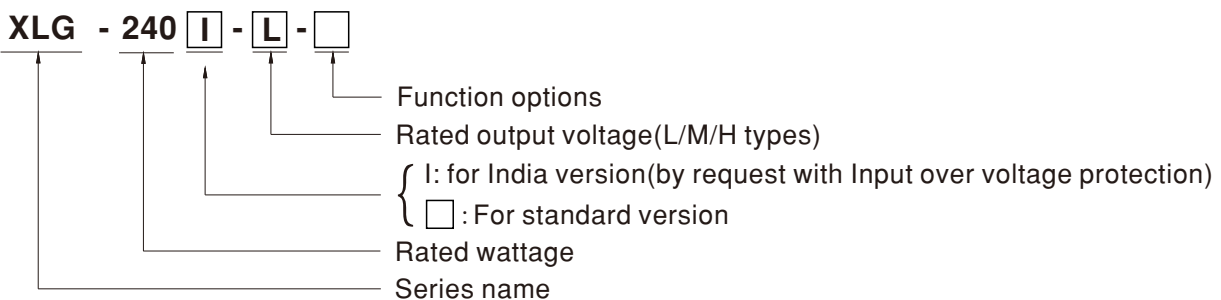 XLG - 240 I - L - □
Function options
Rated output voltage(L/M/H types)
I: for India version(by request with Input over voltage protection)
□ : For standard version
Rated wattage
Series name